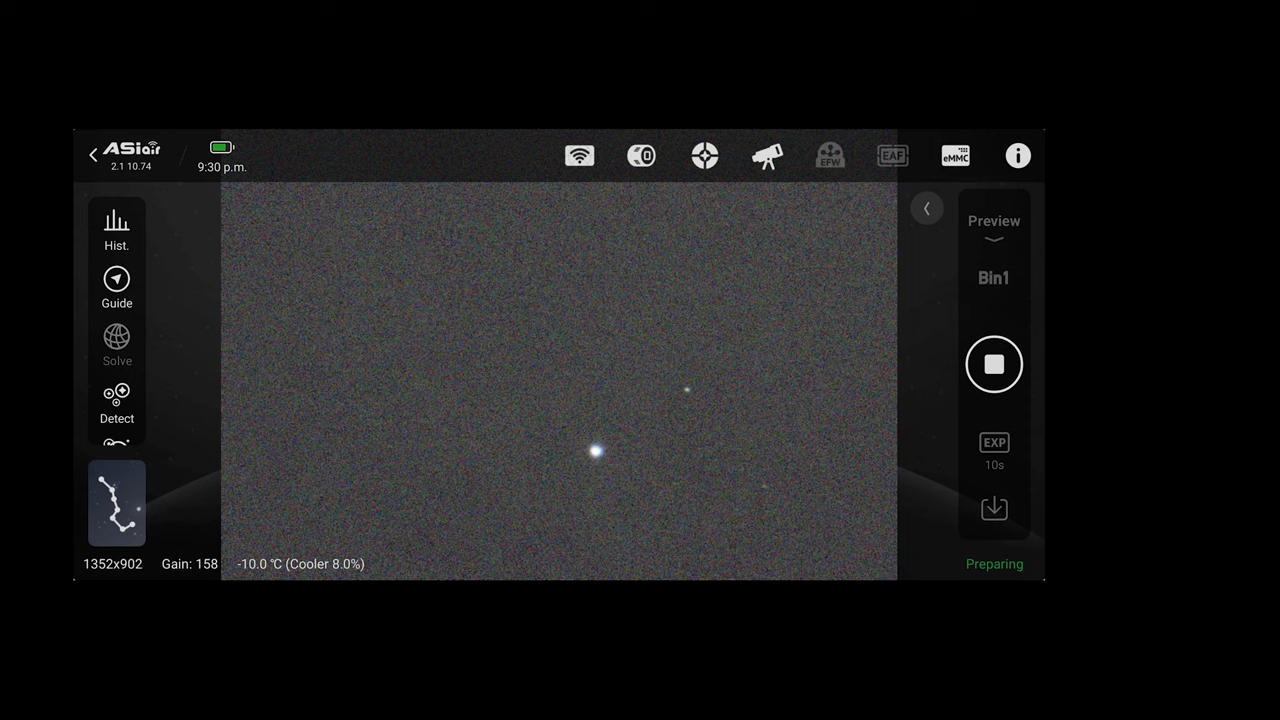 ASiair
2.1 10.74
9:30 p.m.
EFW
EAF
eMMC
Hist.
Guide
Solve
Detect
Preview
Bin1
EXP
10s
1352x902
Gain: 158
-10.0 ℃ (Cooler 8.0%)
Preparing